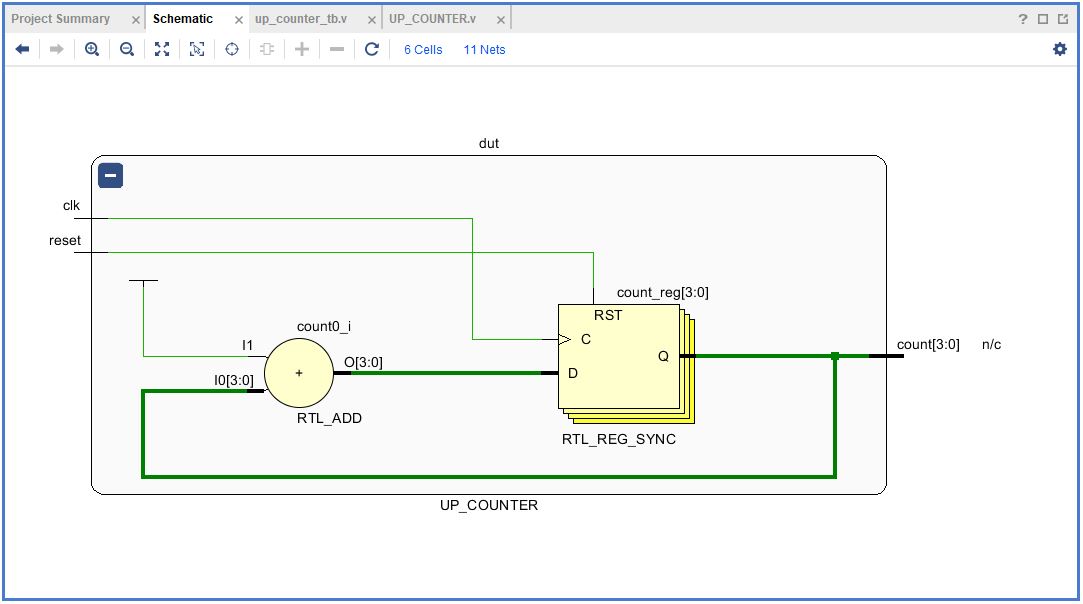 Project Summary × Schematic × up_counter_tb.v × UP_COUNTER.v × ?
6 Cells 11 Nets
dut
clk
reset
count_reg[3:0]
RST
count0_i
C
I1
Q
count[3:0] n/c
O[3:0]
+
D
I0[3:0]
RTL_ADD
RTL_REG_SYNC
UP_COUNTER